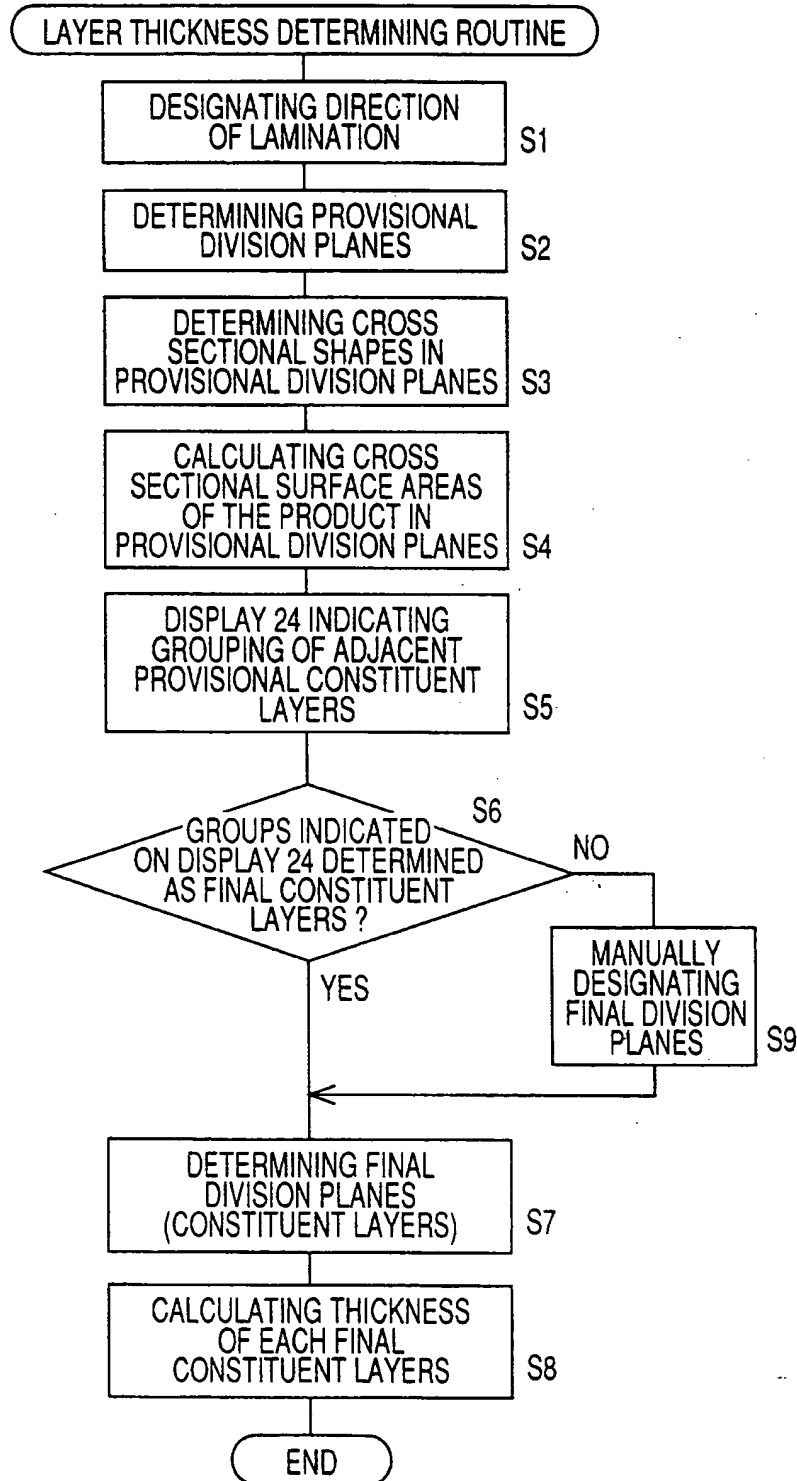 LAYER THICKNESS DETERMINING ROUTINE
DESIGNATING DIRECTION
OF LAMINATION
S1
DETERMINING PROVISIONAL
DIVISION PLANES
S2
DETERMINING CROSS
SECTIONAL SHAPES IN
PROVISIONAL DIVISION PLANES
S3
CALCULATING CROSS
SECTIONAL SURFACE AREAS
OF THE PRODUCT IN
PROVISIONAL DIVISION PLANES
S4
DISPLAY 24 INDICATING
GROUPING OF ADJACENT
PROVISIONAL CONSTITUENT
LAYERS
S5
S6
GROUPS INDICATED
ON DISPLAY 24 DETERMINED
AS FINAL CONSTITUENT
LAYERS ?
NO
YES
MANUALLY
DESIGNATING
FINAL DIVISION
PLANES
S9
DETERMINING FINAL
DIVISION PLANES
(CONSTITUENT LAYERS)
S7
CALCULATING THICKNESS
OF EACH FINAL
CONSTITUENT LAYERS
S8
END